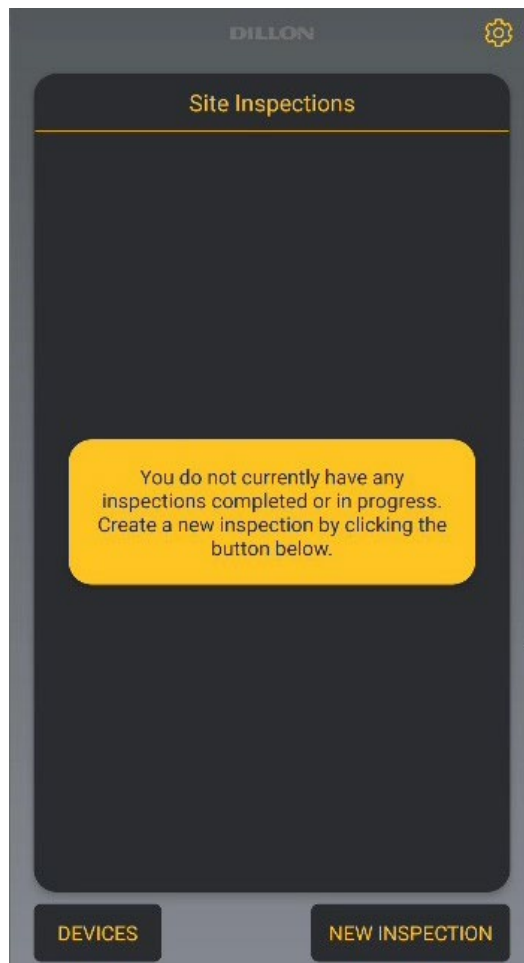 DILLON
Site Inspections
You do not currently have any
inspections completed or in progress.
Create a new inspection by clicking the
button below.
DEVICES
NEW INSPECTION